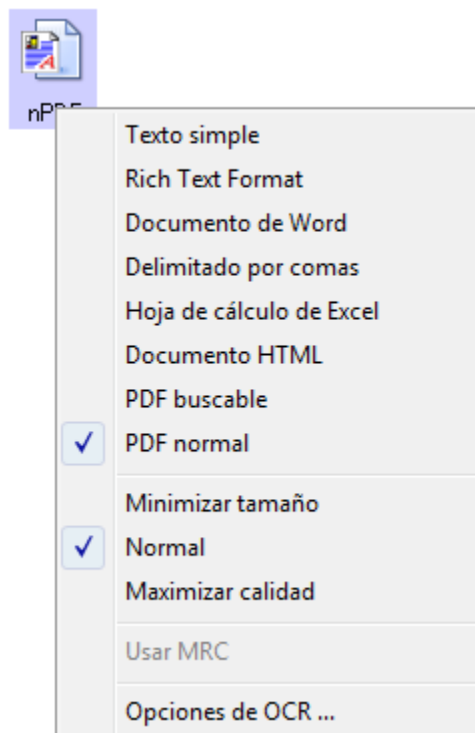 nPDF
Texto simple
Rich Text Format
Documento de Word
Delimitado por comas
Hoja de cálculo de Excel
Documento HTML
PDF buscable
PDF normal
Minimizar tamaño
Normal
Maximizar calidad
Usar MRC
Opciones de OCR ...